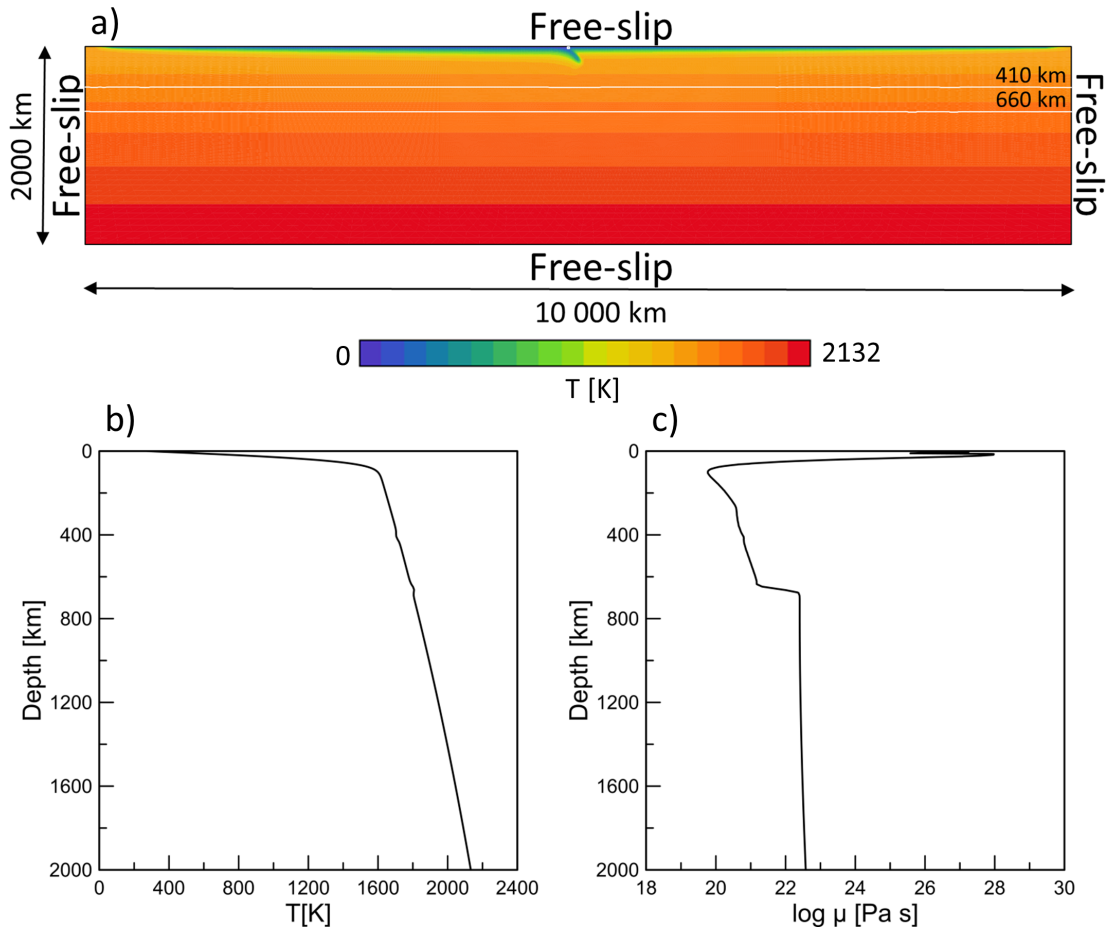 a)
Free-slip
2000 km
Free-slip
410 km
660 km
Free-slip
Free-slip
10 000 km
0
2132
T [K]
b)
0
400
800
1200
1600
2000
Depth [km]
0 400 800 1200 1600 2000 2400
T[K]
c)
0
400
800
1200
1600
2000
Depth [km]
18 20 22 24 26 28 30
log μ [Pa s]